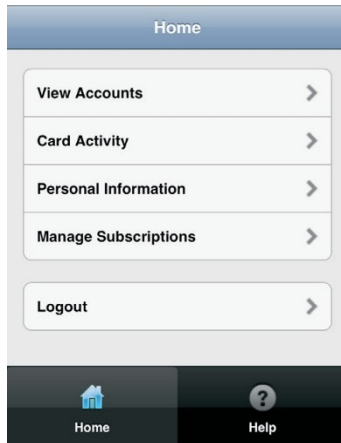 Home
View Accounts
Card Activity
Personal Information
Manage Subscriptions
Logout
?
Home
Help